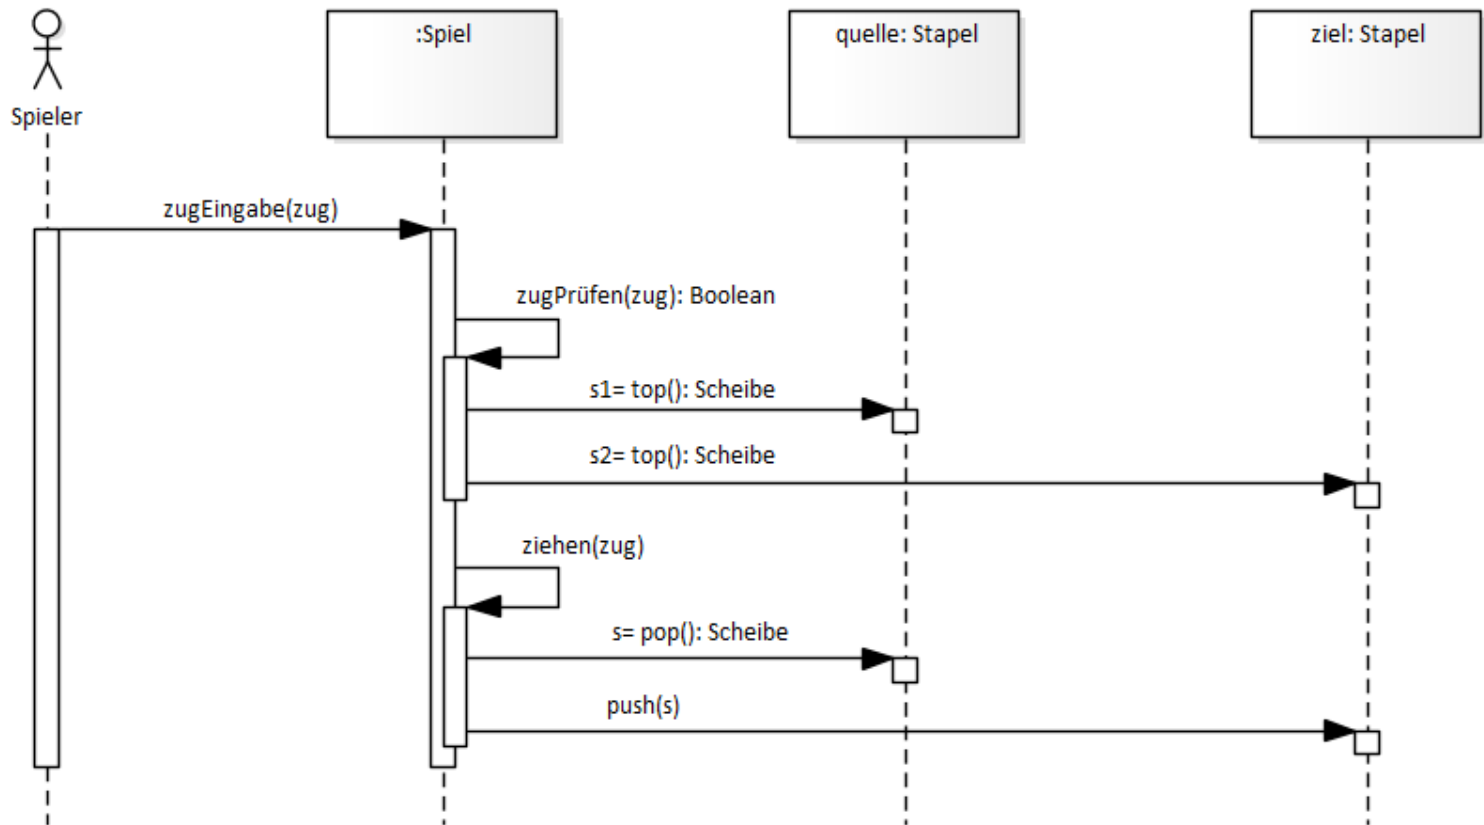 :Spiel
quelle: Stapel
ziel: Stapel
Spieler
zugEingabe(zug)
zugPrüfen(zug): Boolean
s1= top(): Scheibe
s2= top(): Scheibe
ziehen(zug)
s= pop(): Scheibe
push(s)